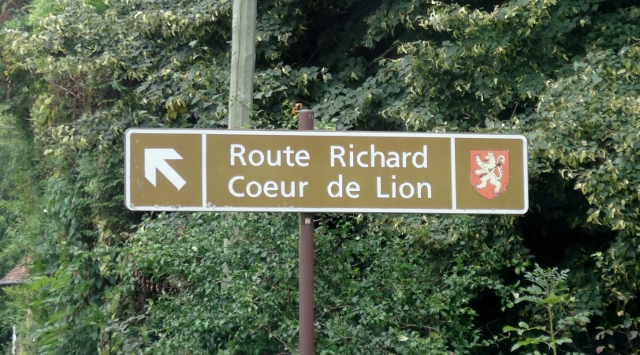 Route Richard
Coeur de Lion